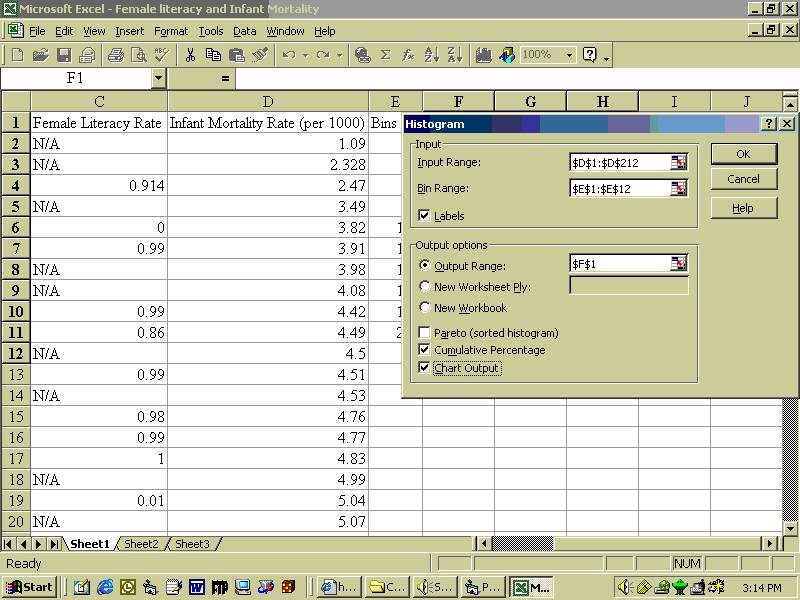 Microsoft Excel - Female literacy and Infant Mortality
File Edit View Insert Format Tools Data Window Help
100%
F1 =
C D E F G H I J
1 Female Literacy Rate Infant Mortality Rate (per 1000) Bins
2 N/A 1.09
3 N/A 2.328
4 0.914 2.47
5 N/A 3.49
6 0 3.82 1
7 0.99 3.91 1
8 N/A 3.98 1
9 N/A 4.08 1
10 0.99 4.42 1
11 0.86 4.49 2
12 N/A 4.5
13 0.99 4.51
14 N/A 4.53
15 0.98 4.76
16 0.99 4.77
17 1 4.83
18 N/A 4.99
19 0.01 5.04
20 N/A 5.07
Histogram
Input
Input Range: $D$1:$D$212
Bin Range: $E$1:$E$12
Labels
OK
Cancel
Help
Output options
Output Range: $F$1
New Worksheet Ply:
New Workbook
Pareto (sorted histogram)
Cumulative Percentage
Chart Output
Sheet1 Sheet2 Sheet3
Ready NUM
Start h... C... S... P... M... 3:14 PM